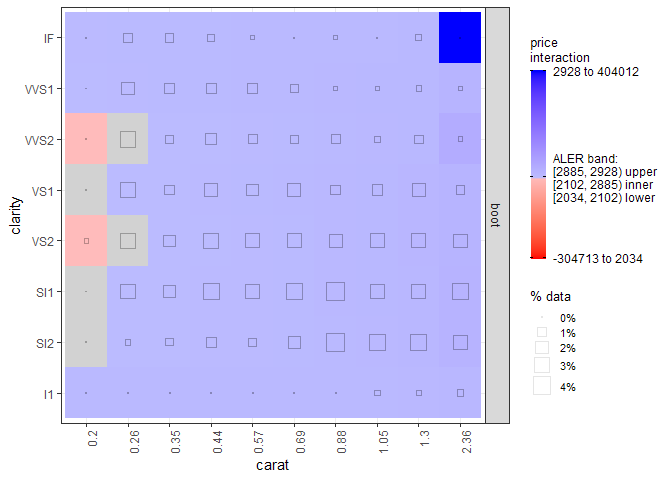 IF
VVS1
VVS2
VS1
VS2
SI1
SI2
I1
clarity
0.2
0.26
0.35
0.44
0.57
0.69
0.88
1.05
1.3
2.36
carat
boot
price
interaction
2928 to 404012
ALER band:
[2885, 2928) upper
[2102, 2885) inner
[2034, 2102) lower
-304713 to 2034
% data
0%
1%
2%
3%
4%